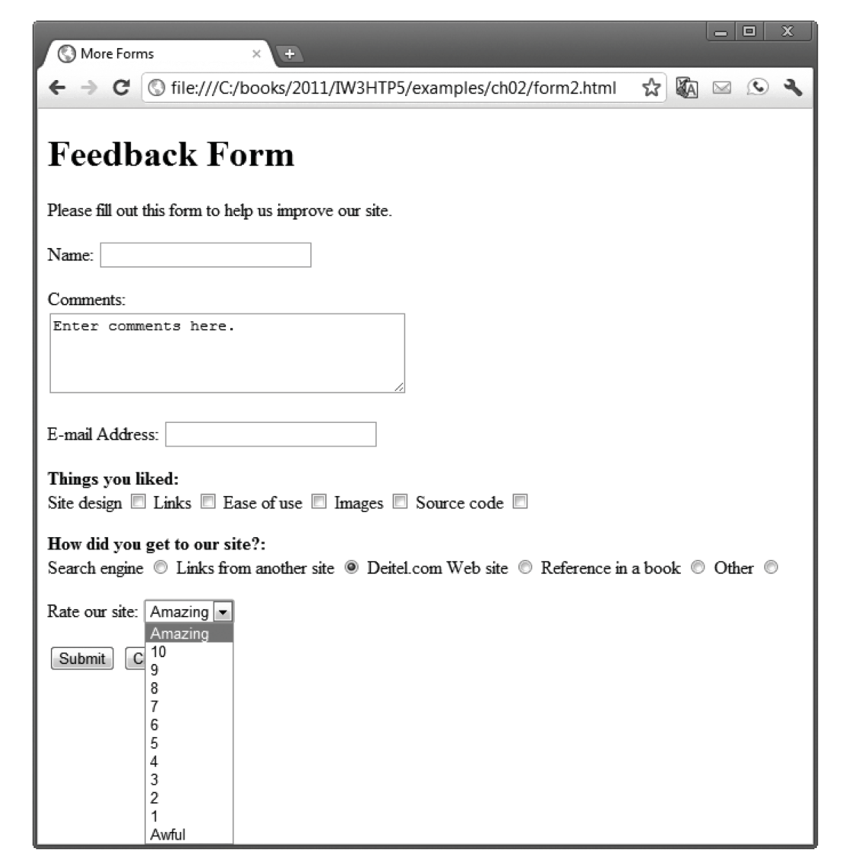 More Forms
file:///C:/books/2011/IW3HTP5/examples/ch02/form2.html
Feedback Form
Please fill out this form to help us improve our site.
Name:
Comments:
Enter comments here.
E-mail Address:
Things you liked:
Site design Links Ease of use Images Source code
How did you get to our site?:
Search engine Links from another site Deitel.com Web site Reference in a book Other
Rate our site: Amazing
Amazing
Submit C
10
9
8
7
6
5
4
3
2
1
Awful